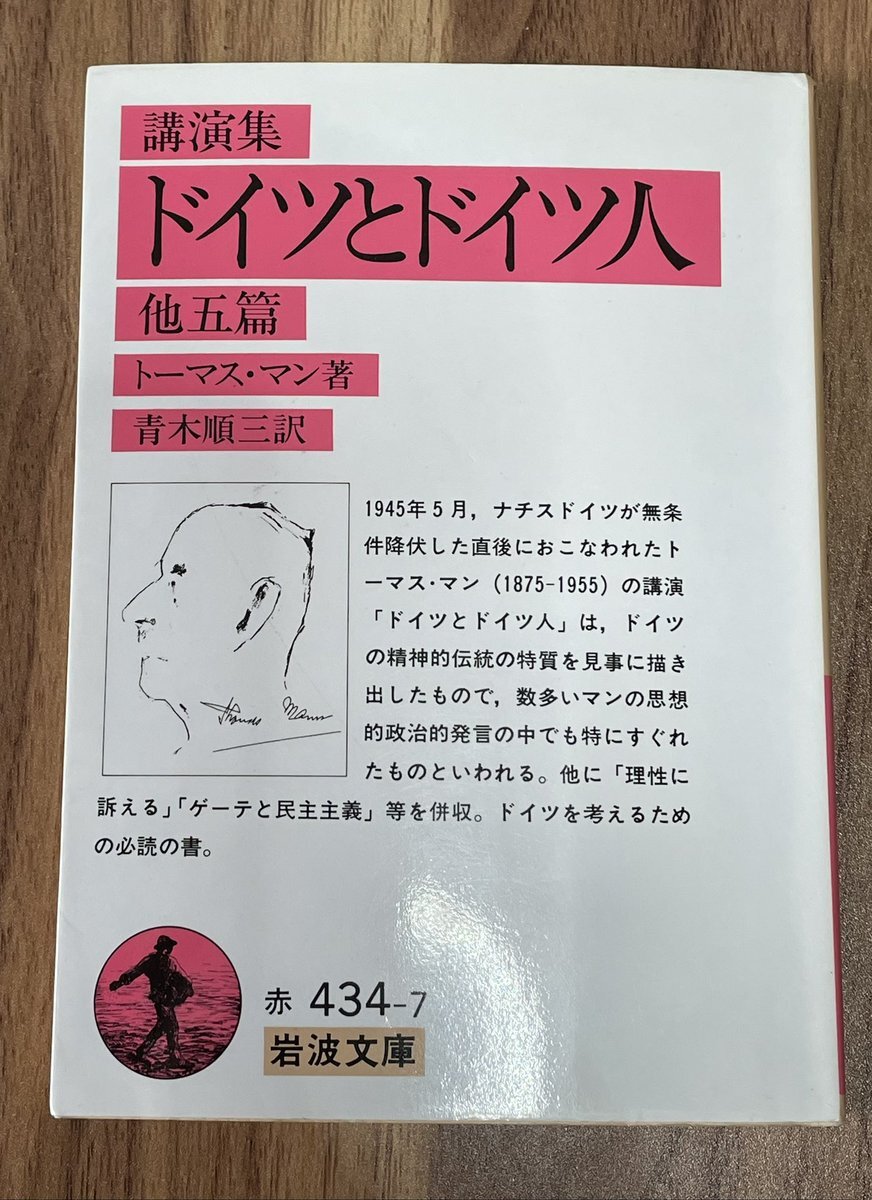 講演集
ドイツとドイツ人
他五篇
トーマス・マン著
青木順三訳
1945年5月，ナチスドイツが無条
件降伏した直後におこなわれたト
ーマス・マン（1875-1955）の講演
「ドイツとドイツ人」は，ドイツ
の精神的伝統の特質を見事に描き
出したもので，数多いマンの思想
的政治的発言の中でも特にすぐれ
たものといわれる。他に「理性に
訴える」「ゲーテと民主主義」等を併収。ドイツを考えるため
の必読の書。
Thomas Mann
赤 434-7
岩波文庫